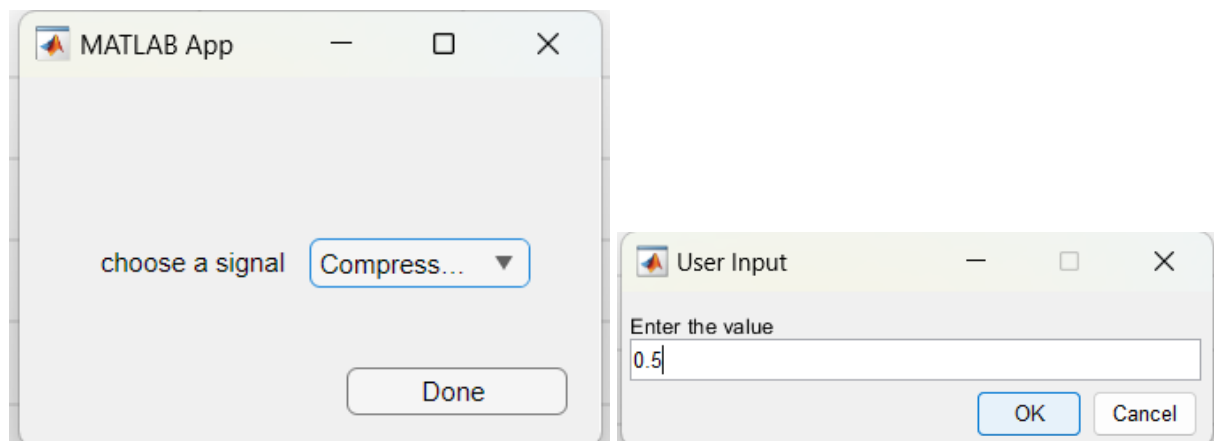 MATLAB App
choose a signal Compress...
Done
User Input
Enter the value
0.5
OK Cancel